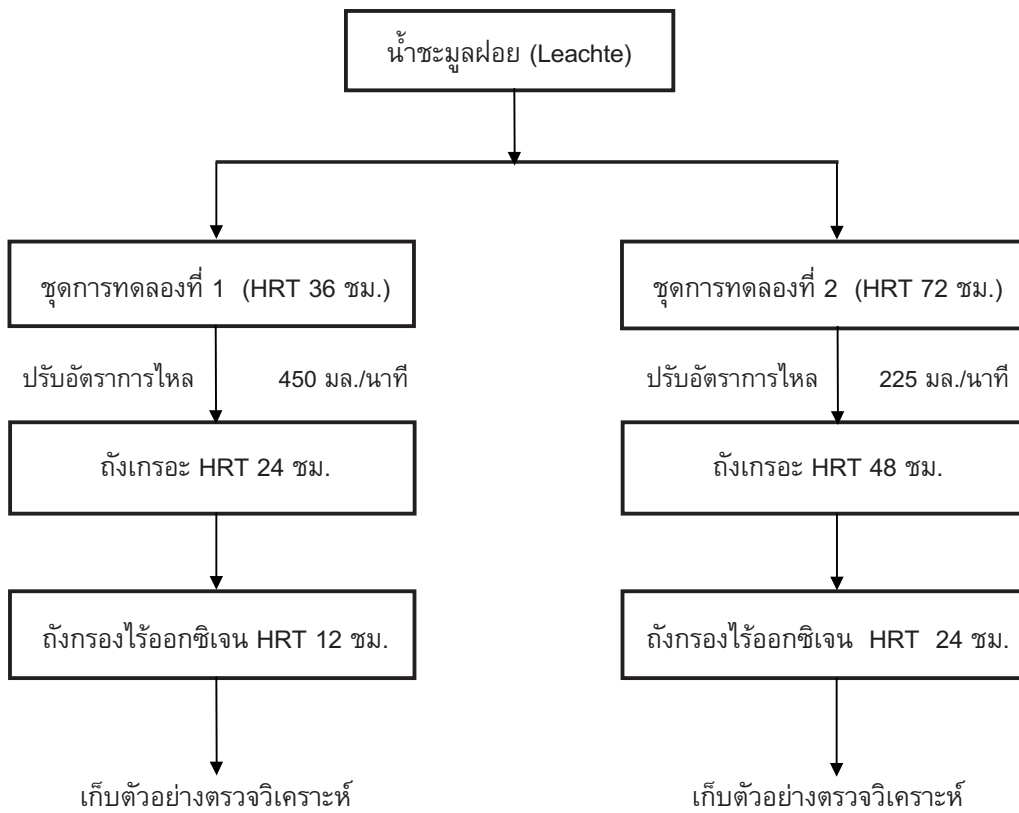 น้ำชะมูลฝอย (Leachte)
ชุดการทดลองที่ 1 (HRT 36 ชม.)
ชุดการทดลองที่ 2 (HRT 72 ชม.)
ปรับอัตราการไหล 450 มล./นาที
ปรับอัตราการไหล 225 มล./นาที
ถังเกรอะ HRT 24 ชม.
ถังเกรอะ HRT 48 ชม.
ถังกรองไร้ออกซิเจน HRT 12 ชม.
ถังกรองไร้ออกซิเจน HRT 24 ชม.
เก็บตัวอย่างตรวจวิเคราะห์
เก็บตัวอย่างตรวจวิเคราะห์